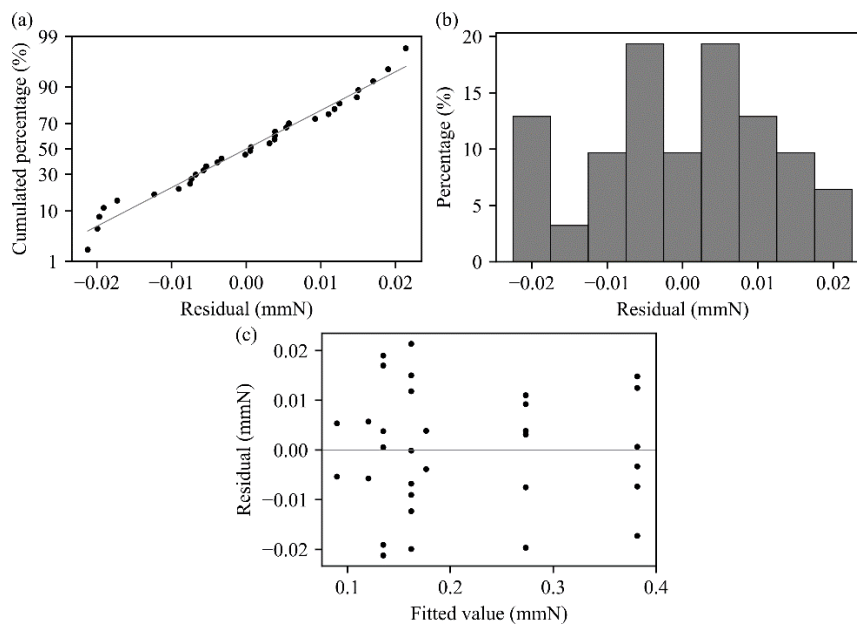 (a)
99
90
70
50
30
10
1
Cumulated percentage (%)
−0.02 −0.01 0.00 0.01 0.02
Residual (mmN)
(b)
20
15
10
5
0
Percentage (%)
−0.02 −0.01 0.00 0.01 0.02
Residual (mmN)
(c)
0.02
0.01
0.00
−0.01
−0.02
Residual (mmN)
0.1 0.2 0.3 0.4
Fitted value (mmN)